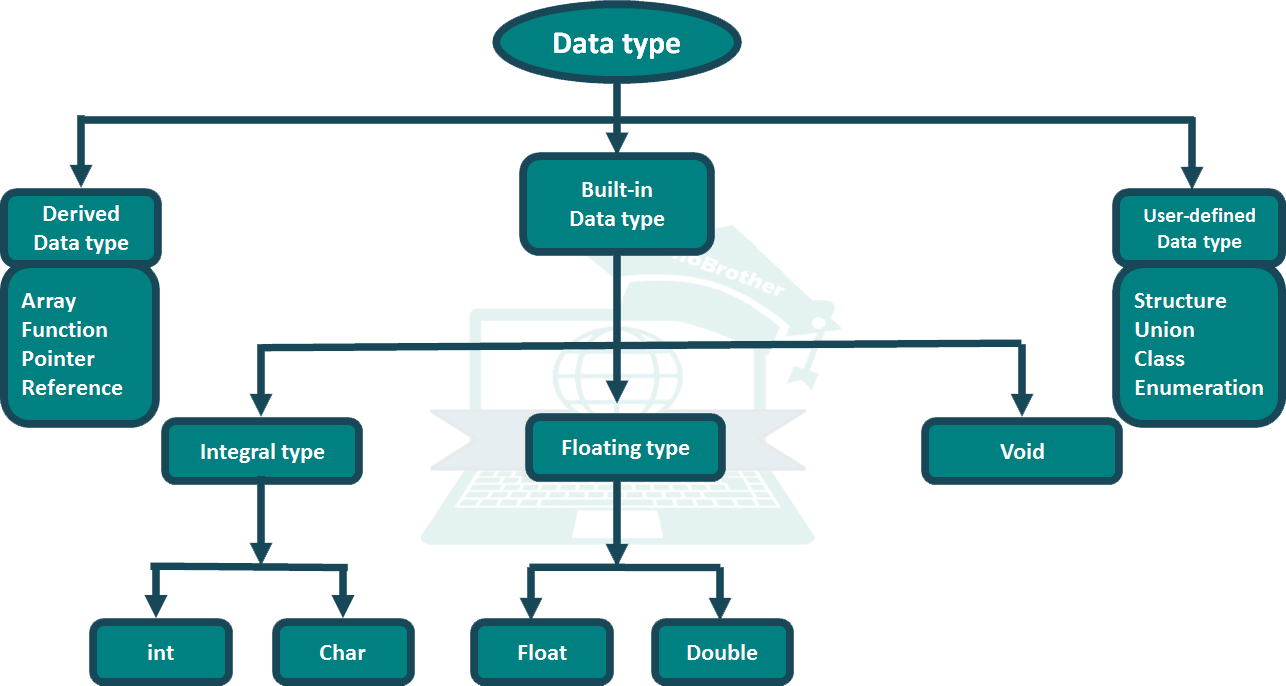 Data type
Derived
Data type
Array
Function
Pointer
Reference
Built-in
Data type
User-defined
Data type
Structure
Union
Class
Enumeration
Integral type
Floating type
Void
int
Char
Float
Double